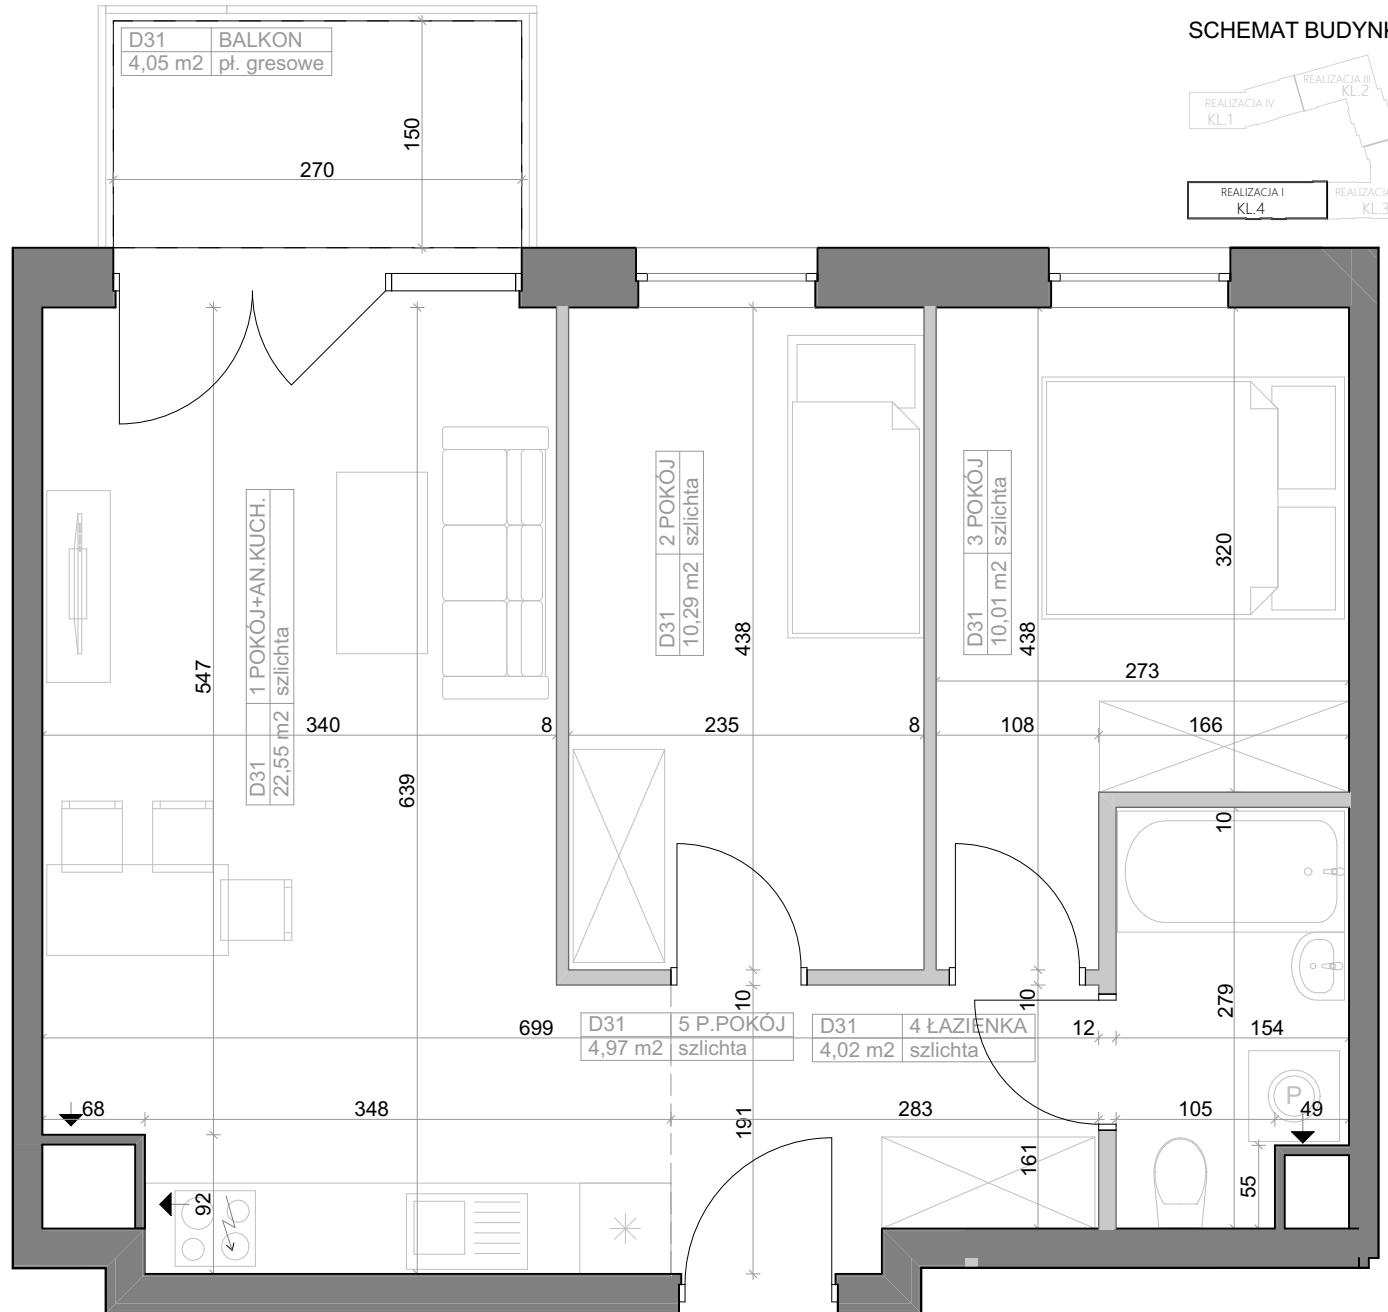 SCHEMAT BUDYNK
REALIZACJA IV
KL.1
REALIZACJA III
KL.2
REALIZACJA I
KL.4
REALIZACJA
KL.3
D31 BALKON
4,05 m2 pł. gresowe
150
270
D31 1 POKÓJ+AN.KUCH.
22,55 m2 szlichta
D31 2 POKÓJ
10,29 m2 szlichta
D31 3 POKÓJ
10,01 m2 szlichta
320
438
438
547
273
340
8
235
8
108
166
639
10
10
10
279
699
D31 5 P.POKÓJ
4,97 m2 szlichta
D31 4 ŁAZIENKA
4,02 m2 szlichta
12
154
P
68
348
191
283
105
49
161
55
92